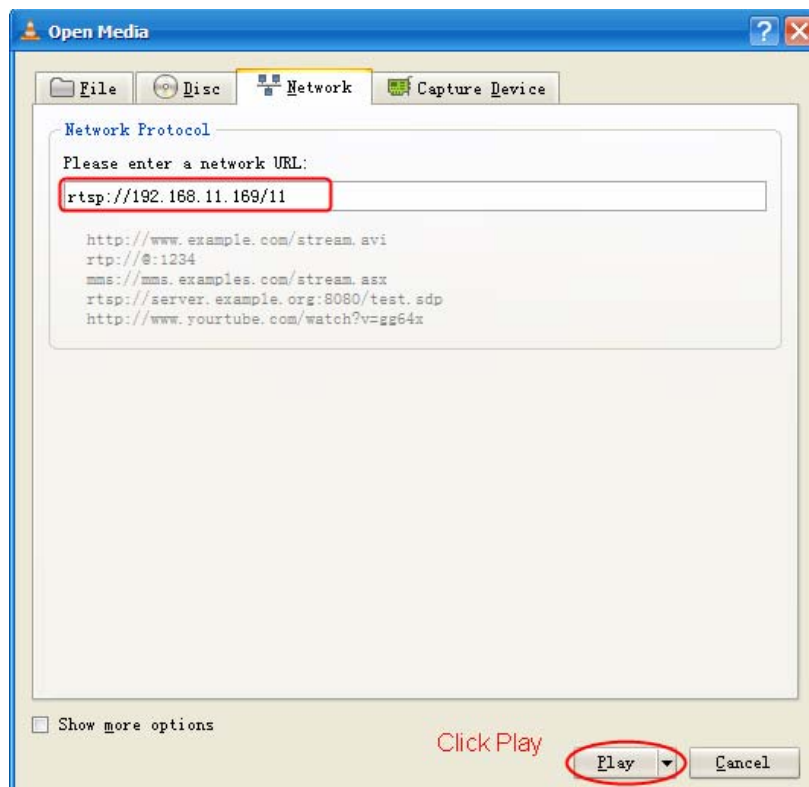 Open Media
File Disc Network Capture Device
Network Protocol
Please enter a network URL:
rtsp://192.168.11.169/11
http://www.example.com/stream.avi
rtp://@:1234
mms://mms.examples.com/stream.asx
rtsp://server.example.org:8080/test.sdp
http://www.yourtube.com/watch?v=gg64x
Show more options
Click Play
Play Cancel